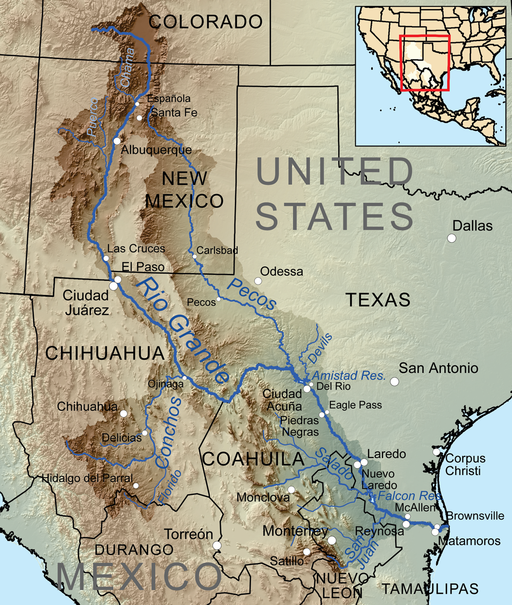 COLORADO
Chama
Española
Santa Fe
Puerco
Albuquerque
NEW
MEXICO
UNITED
STATES
Dallas
Las Cruces
Carlsbad
El Paso
Odessa
Ciudad
Juárez
Rio Grande
Pecos
Pecos
TEXAS
CHIHUAHUA
Devils
Amistad Res.
San Antonio
Ojinaga
Del Rio
Ciudad
Acuña
Eagle Pass
Chihuahua
Conchos
Piedras
Negras
Delicias
COAHUILA
Salado
Laredo
Corpus
Christi
Hidalgo del Parral
Florido
Nuevo
Laredo
Monclova
Falcon Res.
McAllen
Brownsville
Torreón
Monterrey
Reynosa
Matamoros
San
Juan
DURANGO
Satillo
MEXICO
NUEVO
LEON
TAMAULIPAS